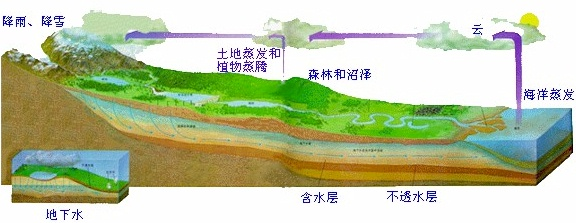 降雨、降雪
云
土地蒸发和
植物蒸腾
森林和沼泽
海洋蒸发
含水层
不透水层
地下水